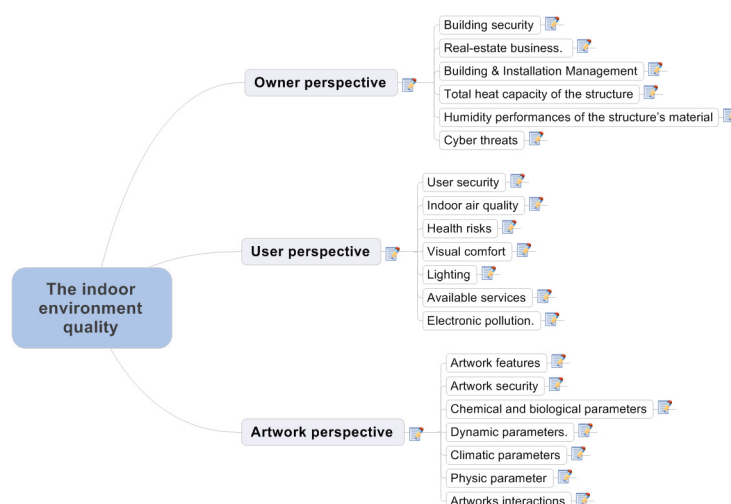 Building security
Real-estate business.
Building & Installation Management
Owner perspective
Total heat capacity of the structure
Humidity performances of the structure's material
Cyber threats
User security
Indoor air quality
Health risks
User perspective
Visual comfort
Lighting
Available services
Electronic pollution.
The indoor
environment
quality
Artwork features
Artwork security
Chemical and biological parameters
Artwork perspective
Dynamic parameters.
Climatic parameters
Physic parameter
Artworks interactions